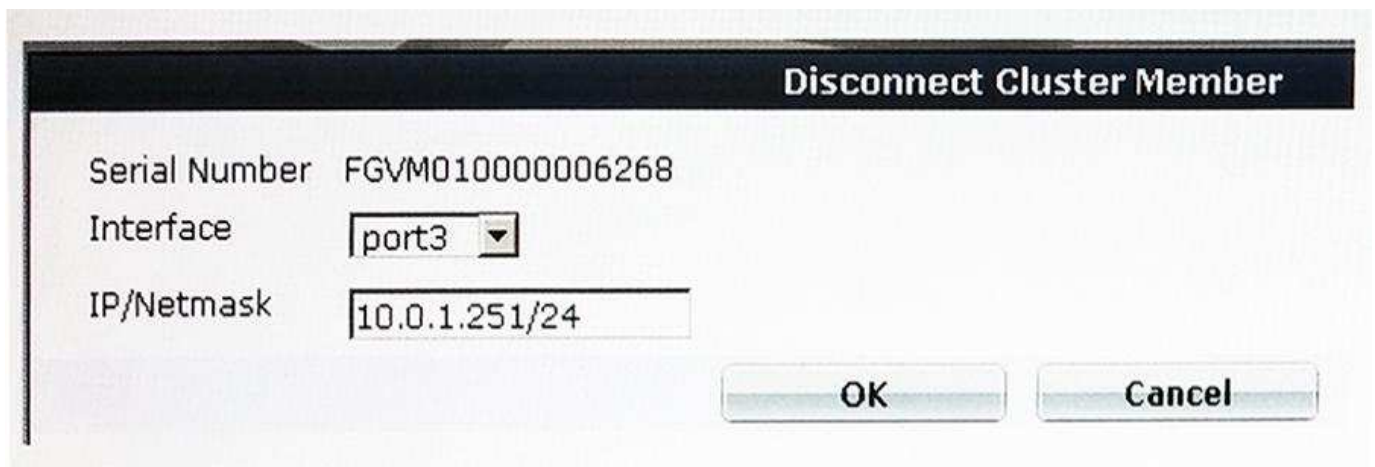 Disconnect Cluster Member
Serial Number FGVM010000006268
Interface port3
IP/Netmask 10.0.1.251/24
OK Cancel